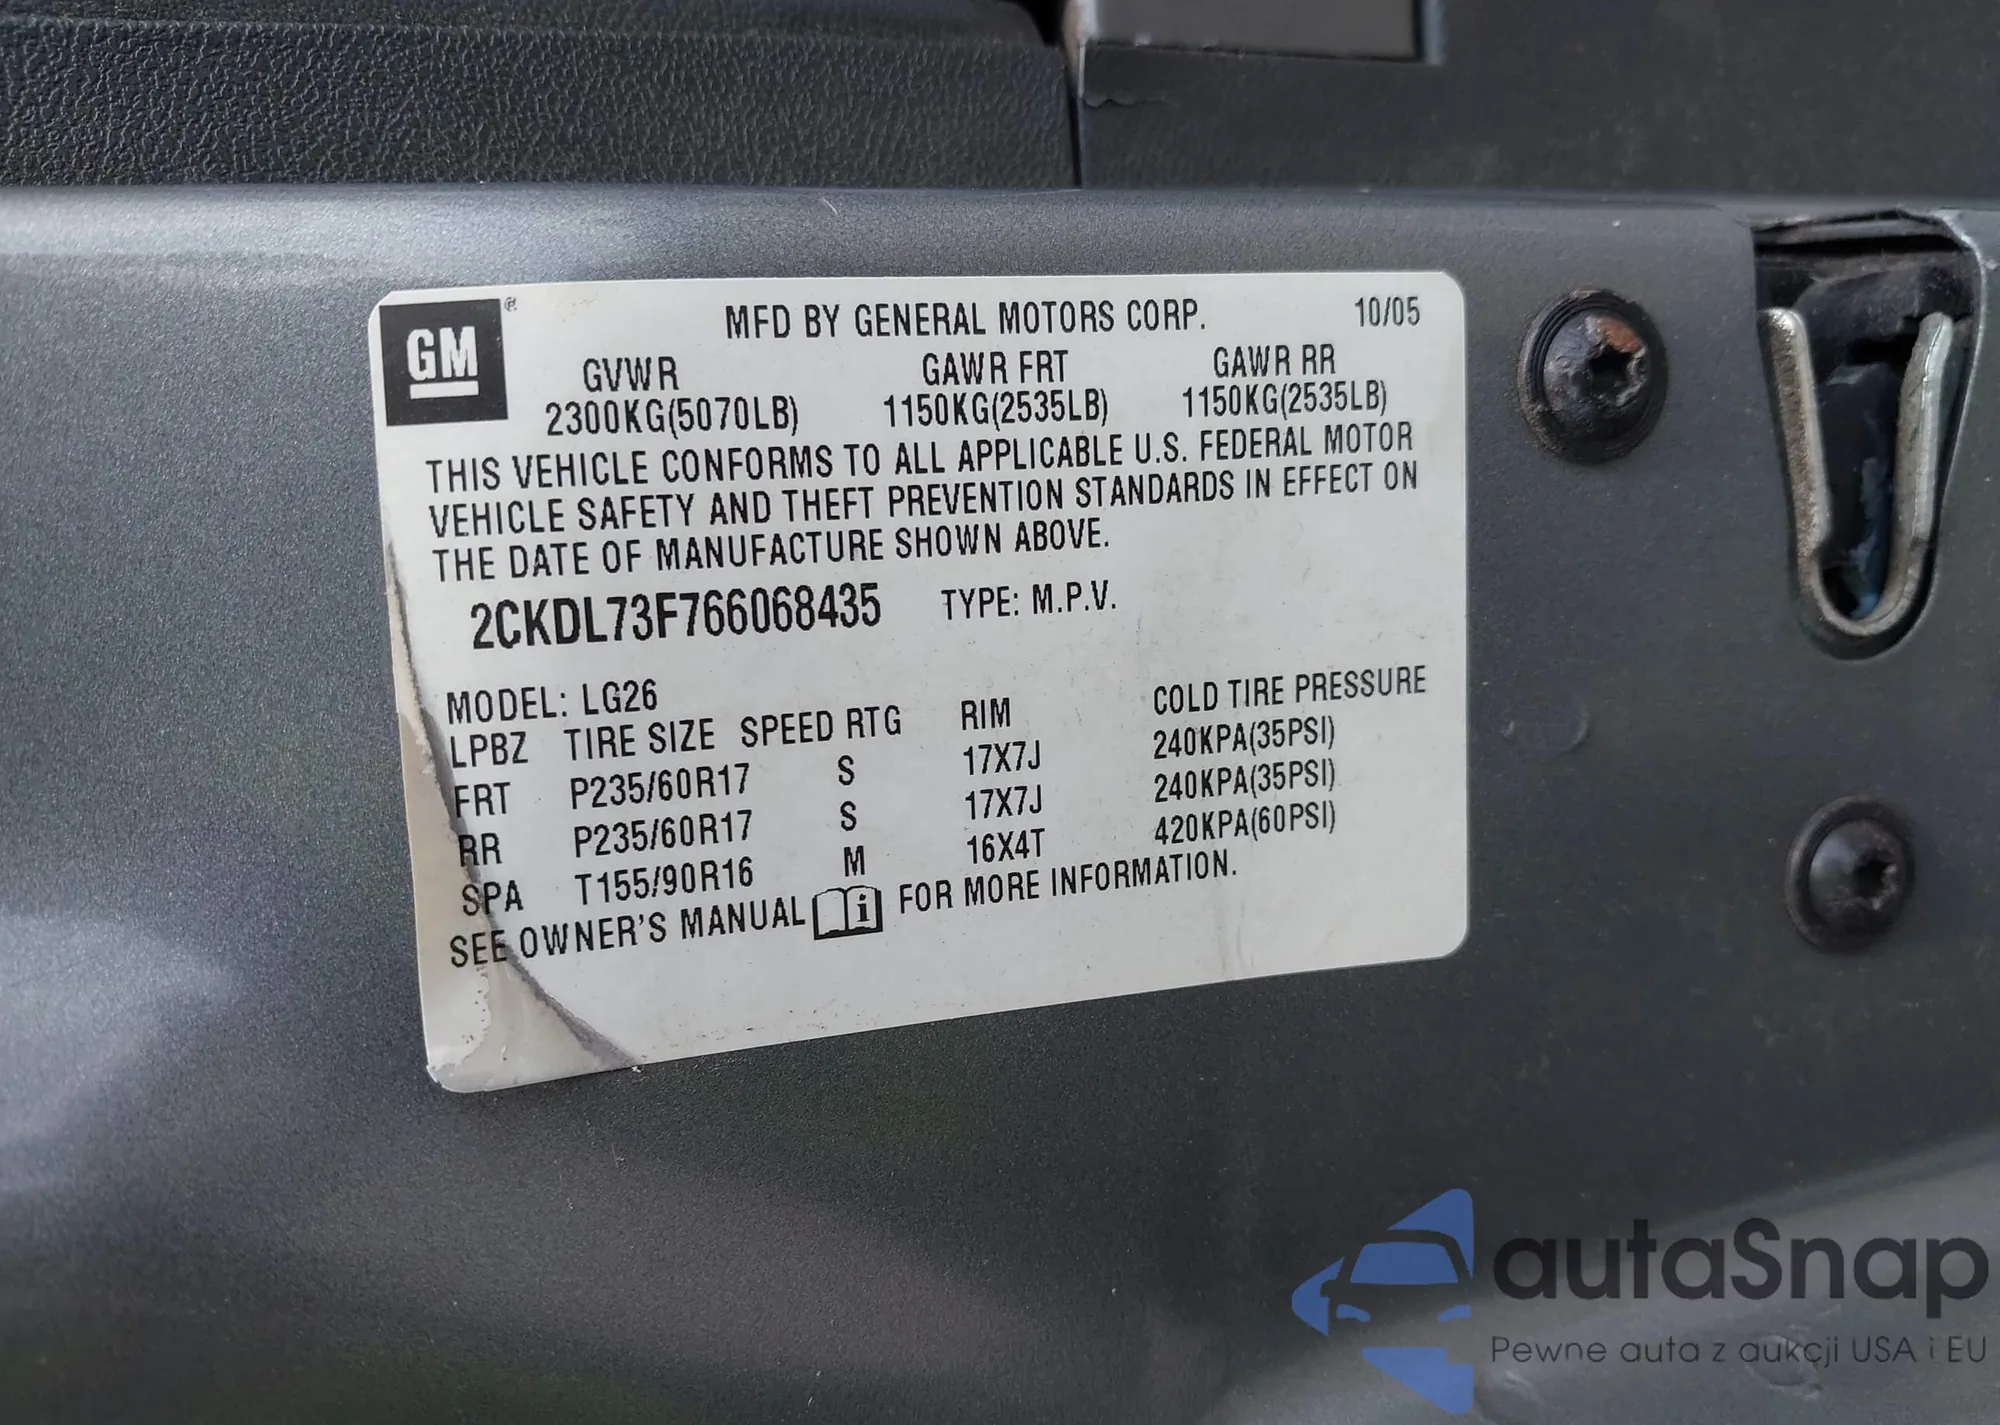 GM ®
MFD BY GENERAL MOTORS CORP. 10/05
GVWR GAWR FRT GAWR RR
2300KG(5070LB) 1150KG(2535LB) 1150KG(2535LB)
THIS VEHICLE CONFORMS TO ALL APPLICABLE U.S. FEDERAL MOTOR
VEHICLE SAFETY AND THEFT PREVENTION STANDARDS IN EFFECT ON
THE DATE OF MANUFACTURE SHOWN ABOVE.
2CKDL73F766068435 TYPE: M.P.V.
MODEL: LG26
LPBZ TIRE SIZE SPEED RTG RIM COLD TIRE PRESSURE
FRT P235/60R17 S 17X7J 240KPA(35PSI)
RR P235/60R17 S 17X7J 240KPA(35PSI)
SPA T155/90R16 M 16X4T 420KPA(60PSI)
SEE OWNER'S MANUAL i FOR MORE INFORMATION.
autaSnap
Pewne auta z aukcji USA i EU